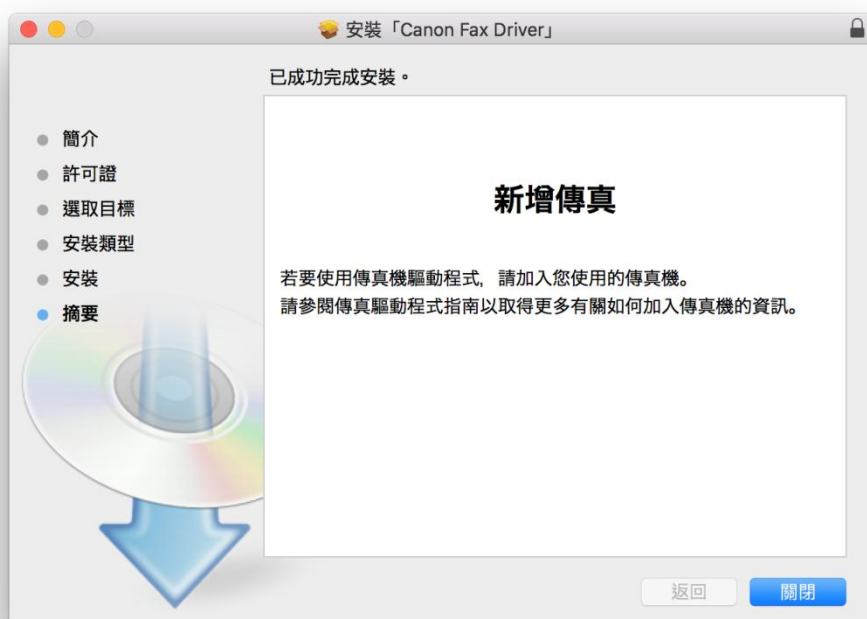 安裝「Canon Fax Driver」
已成功完成安裝。
簡介
許可證
選取目標
安裝類型
安裝
摘要
新增傳真
若要使用傳真機驅動程式, 請加入您使用的傳真機。
請參閱傳真驅動程式指南以取得更多有關如何加入傳真機的資訊。
返回
關閉